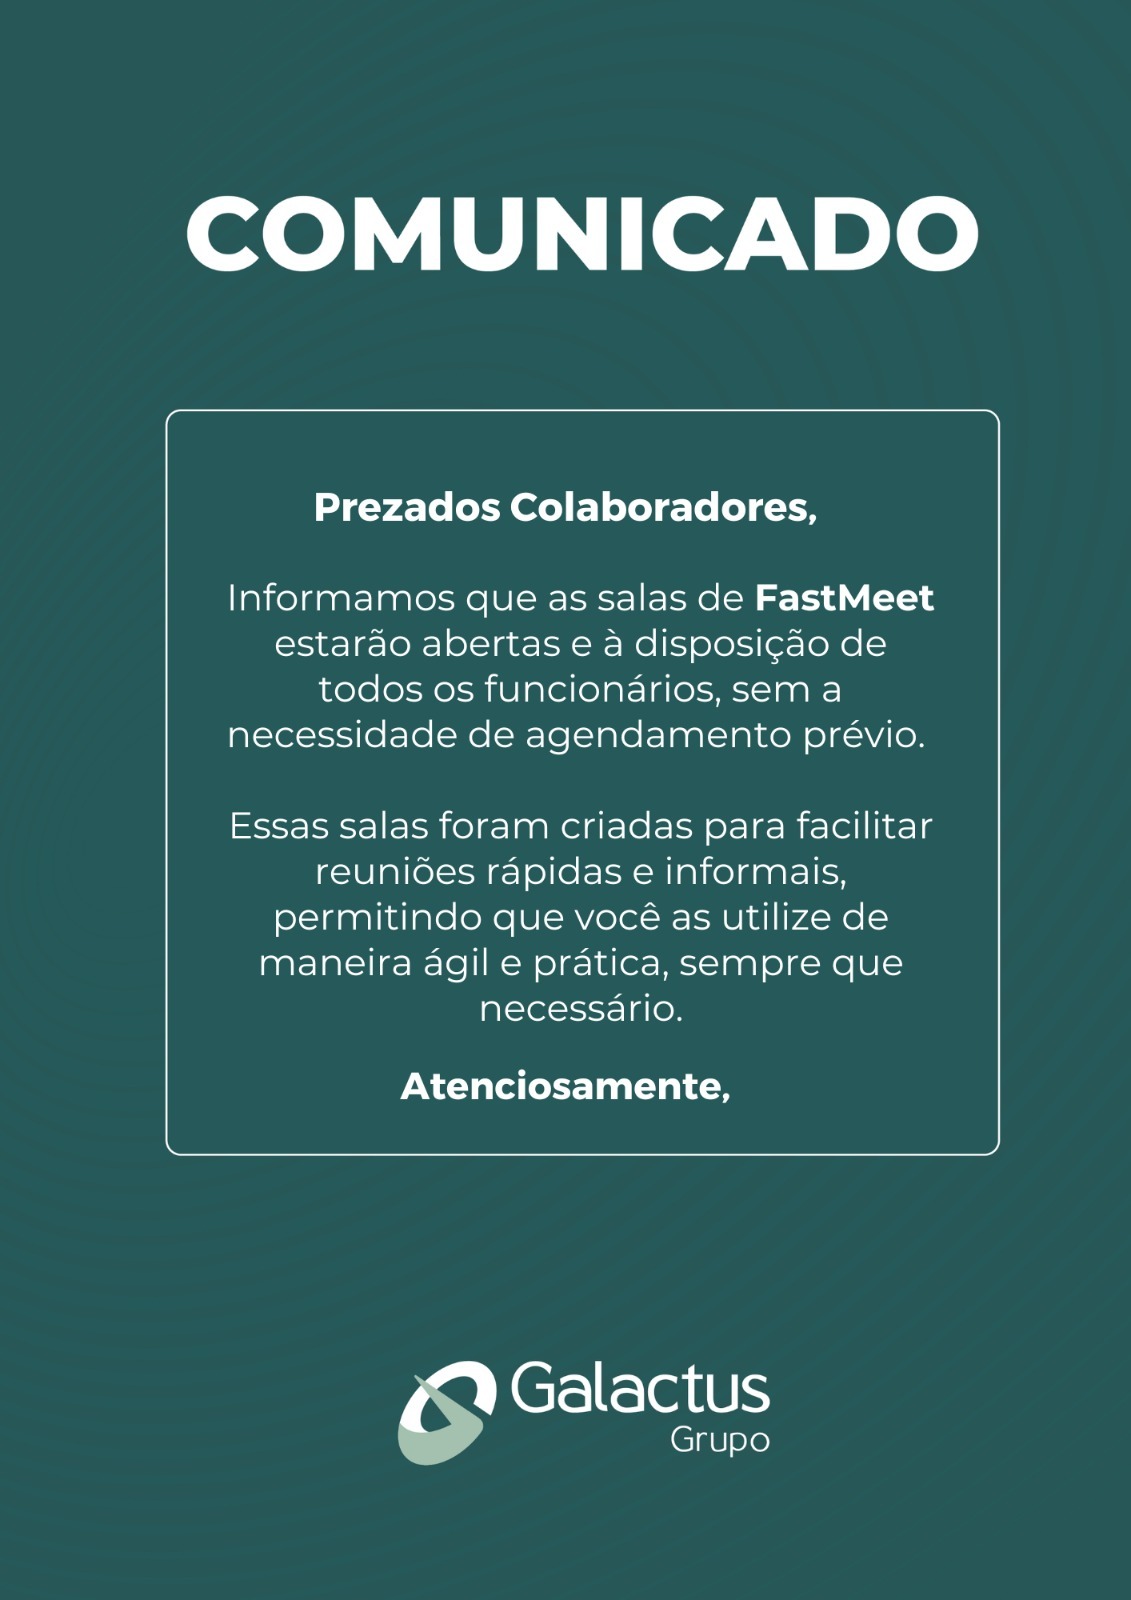 COMUNICADO
Prezados Colaboradores,
Informamos que as salas de FastMeet
estarão abertas e à disposição de
todos os funcionários, sem a
necessidade de agendamento prévio.
Essas salas foram criadas para facilitar
reuniões rápidas e informais,
permitindo que você as utilize de
maneira ágil e prática, sempre que
necessário.
Atenciosamente,
Galactus
Grupo